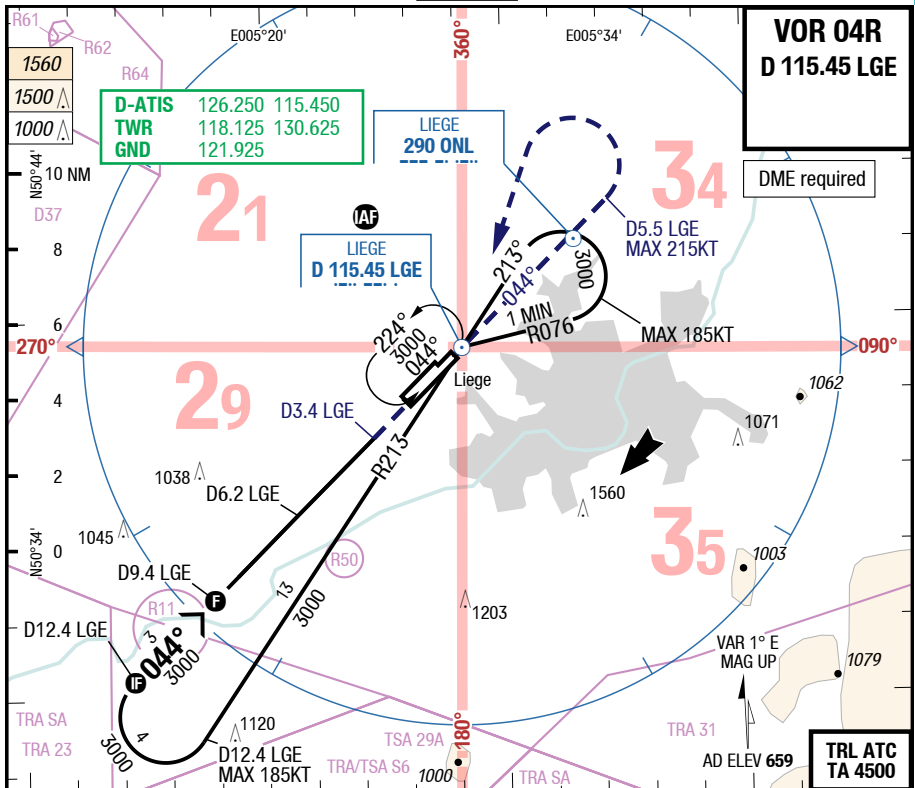 R61
R62
1560
1500
1000
R64
E005°20'
360°
E005°34'
VOR 04R
D 115.45 LGE
D-ATIS 126.250 115.450
TWR 118.125 130.625
GND 121.925
LIEGE
290 ONL
N50°44'
10 NM
DME required
D37
21
34
IAF
LIEGE
D 115.45 LGE
D5.5 LGE
MAX 215KT
8
213°
044°
3000
1 MIN
R076
MAX 185KT
6
224°
3000
044°
270°
090°
Liege
29
1062
4
D3.4 LGE
1071
R213
1038
2
D6.2 LGE
1560
1045
N50°34'
0
35
1003
R50
D9.4 LGE
F
13
3000
R11
1203
D12.4 LGE
3
044°
3000
IF
VAR 1° E
MAG UP
1079
TRA SA
TRA 23
4
3000
1120
D12.4 LGE
MAX 185KT
180°
TSA 29A
TRA/TSA S6
1000
TRA SA
TRA 31
AD ELEV 659
TRL ATC
TA 4500